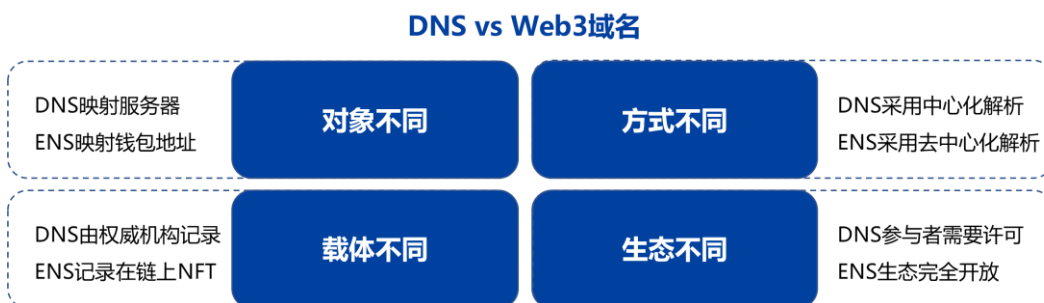 DNS vs Web3域名
DNS映射服务器
ENS映射钱包地址
对象不同
方式不同
DNS采用中心化解析
ENS采用去中心化解析
DNS由权威机构记录
ENS记录在链上NFT
载体不同
生态不同
DNS参与者需要许可
ENS生态完全开放